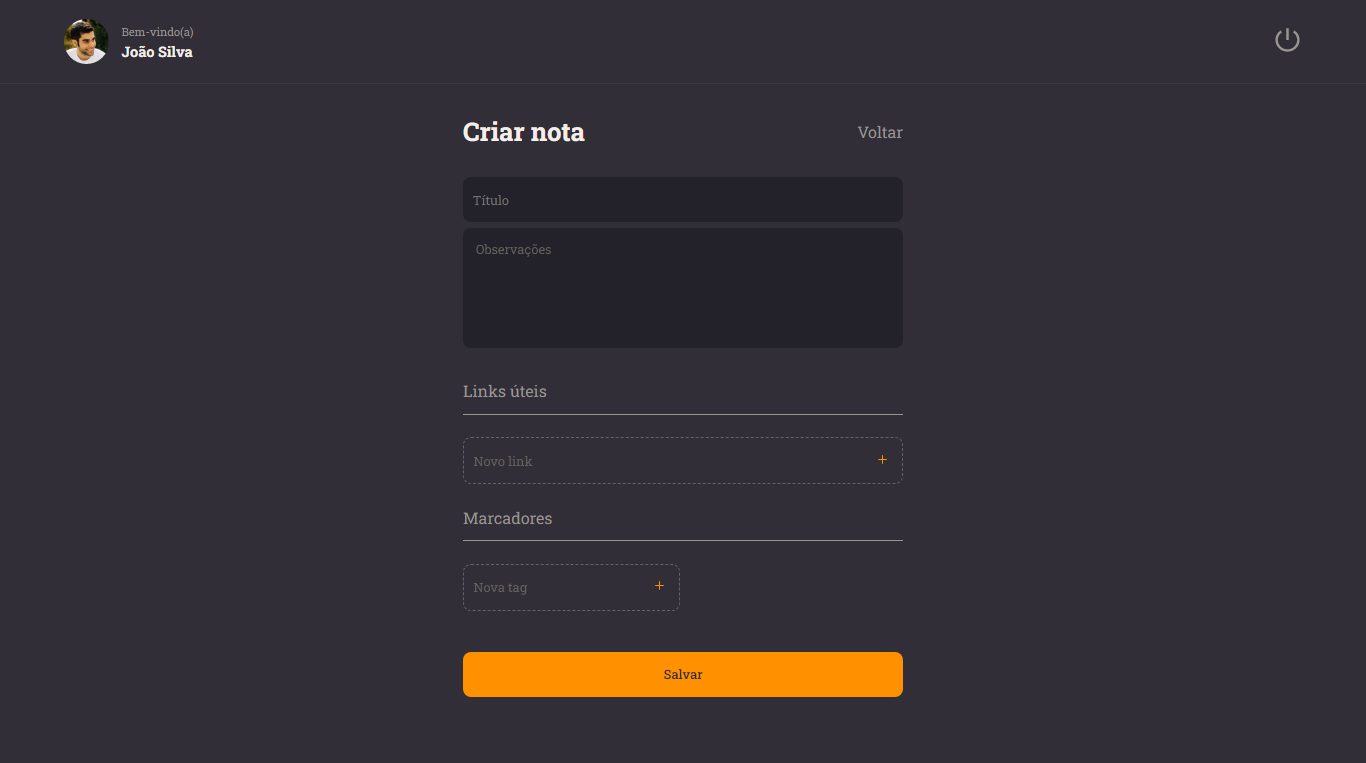 Bem-vindo(a)
João Silva
Criar nota
Voltar
Título
Observações
Links úteis
Novo link
+
Marcadores
Nova tag
+
Salvar